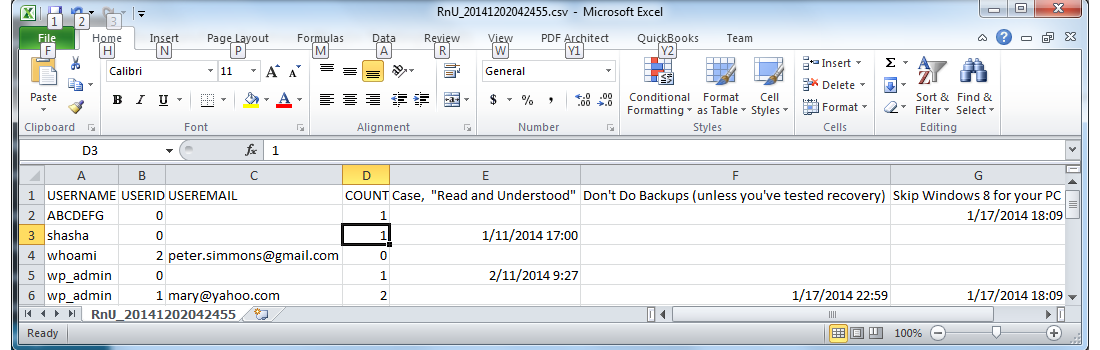 RnU_20141202042455.csv - Microsoft Excel
1 2 3
File Home Insert Page Layout Formulas Data Review View PDF Architect QuickBooks Team
F H N P M A R W Y1 Y2
Calibri 11 A A General Insert Σ
Paste B I U A $ % , .00 .0 Conditional Formatting Format as Table Cell Styles Delete Format Sort & Filter Find & Select
Clipboard Font Alignment Number Styles Cells Editing
D3 fx 1
A B C D E F G
1 USERNAME USERID USEREMAIL COUNT Case, "Read and Understood" Don't Do Backups (unless you've tested recovery) Skip Windows 8 for your PC
2 ABCDEFG 0 1 1/17/2014 18:09
3 shasha 0 1 1/11/2014 17:00
4 whoami 2 peter.simmons@gmail.com 0
5 wp_admin 0 1 2/11/2014 9:27
6 wp_admin 1 mary@yahoo.com 2 1/17/2014 22:59 1/17/2014 18:09
RnU_20141202042455
Ready 100%